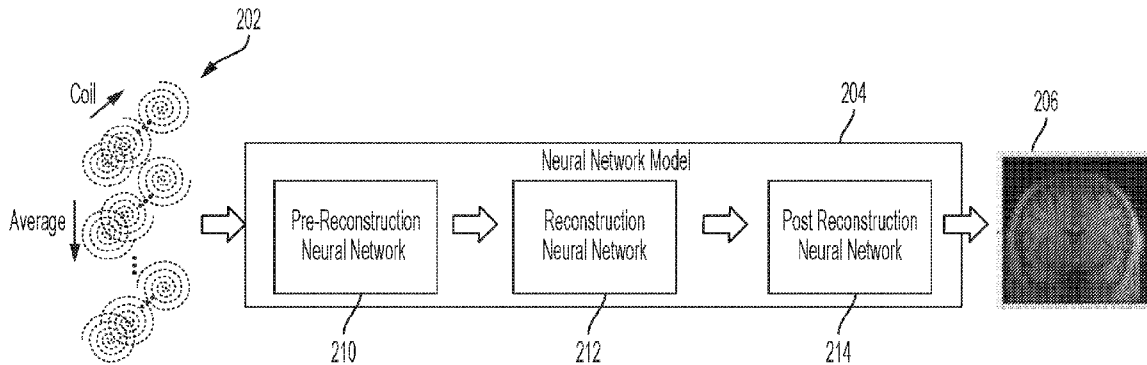 202
Coil
204
206
Neural Network Model
Average
Pre-Reconstruction
Neural Network
Reconstruction
Neural Network
Post Reconstruction
Neural Network
210
212
214